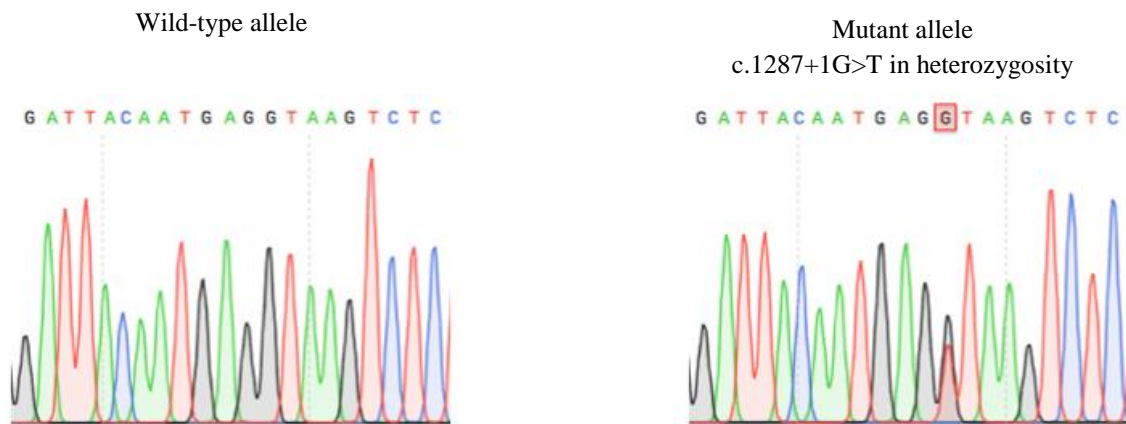 Wild-type allele
Mutant allele
c.1287+1G>T in heterozygosity
G A T T A C A A T G A G G T A A G T C T C
G A T T A C A A T G A G G T A A G T C T C